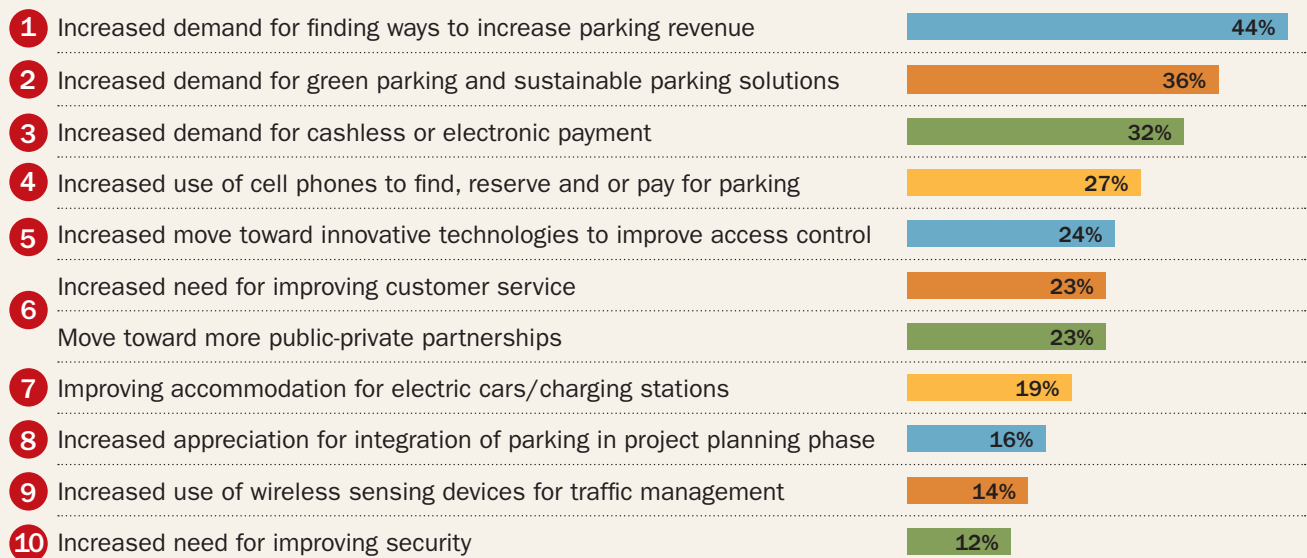 1 Increased demand for finding ways to increase parking revenue 44%
2 Increased demand for green parking and sustainable parking solutions 36%
3 Increased demand for cashless or electronic payment 32%
4 Increased use of cell phones to find, reserve and or pay for parking 27%
5 Increased move toward innovative technologies to improve access control 24%
6
Increased need for improving customer service 23%
Move toward more public-private partnerships 23%
7 Improving accommodation for electric cars/charging stations 19%
8 Increased appreciation for integration of parking in project planning phase 16%
9 Increased use of wireless sensing devices for traffic management 14%
10 Increased need for improving security 12%